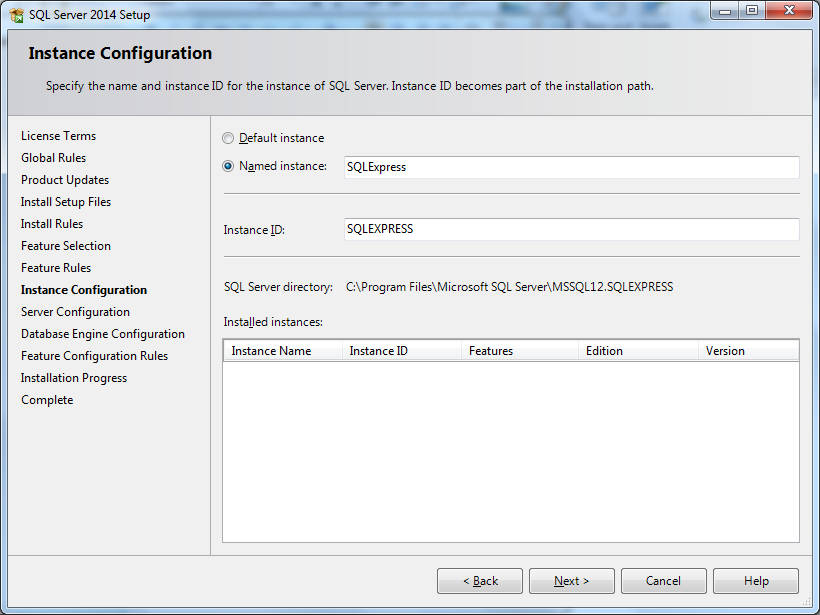 SQL Server 2014 Setup
Instance Configuration
Specify the name and instance ID for the instance of SQL Server. Instance ID becomes part of the installation path.
License Terms
Global Rules
Product Updates
Install Setup Files
Install Rules
Feature Selection
Feature Rules
Instance Configuration
Server Configuration
Database Engine Configuration
Feature Configuration Rules
Installation Progress
Complete
Default instance
Named instance: SQLExpress
Instance ID: SQLEXPRESS
SQL Server directory: C:\Program Files\Microsoft SQL Server\MSSQL12.SQLEXPRESS
Installed instances:
Instance Name Instance ID Features Edition Version
< Back Next > Cancel Help